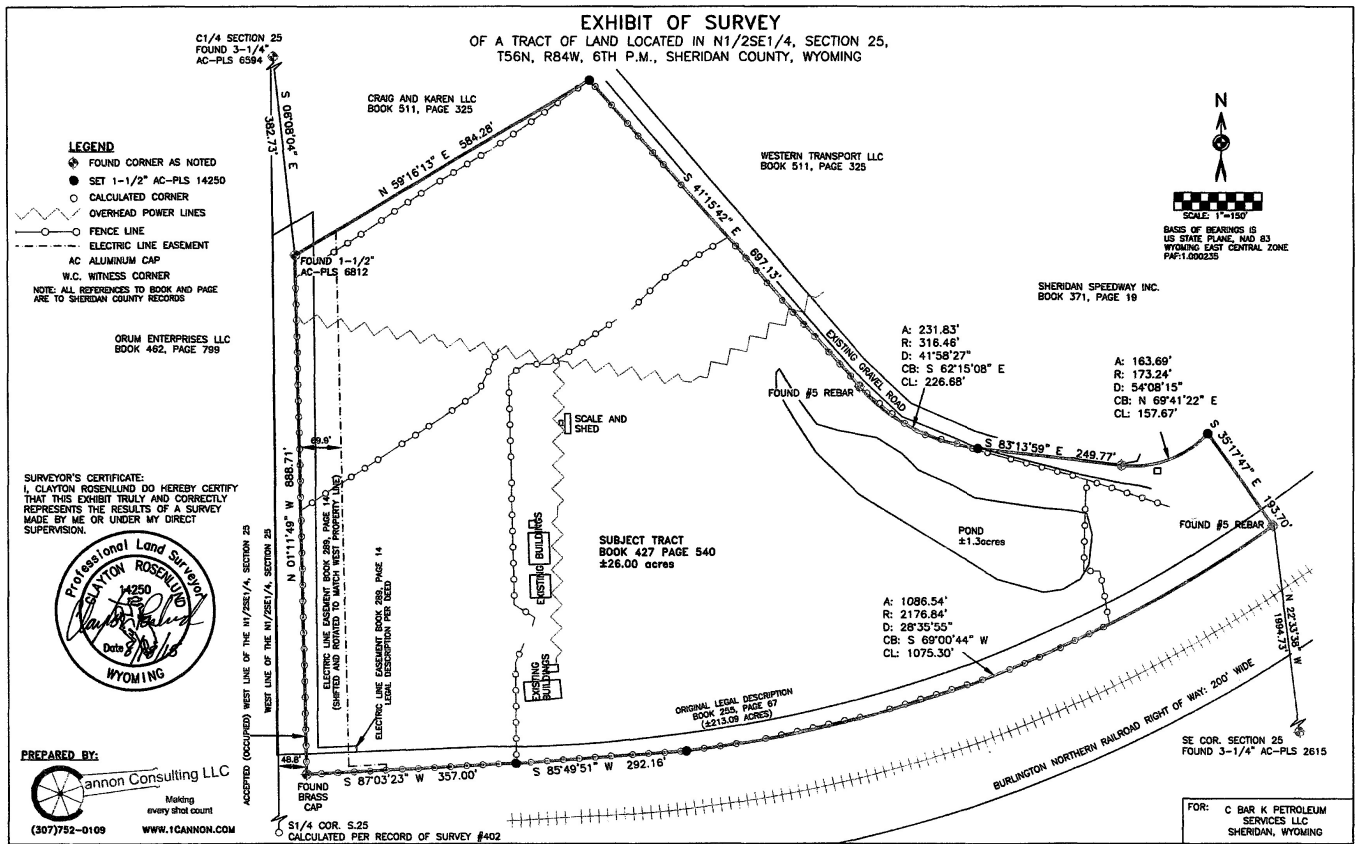 EXHIBIT OF SURVEY
OF A TRACT OF LAND LOCATED IN N1/2SE1/4, SECTION 25,
T56N, R84W, 6TH P.M., SHERIDAN COUNTY, WYOMING
C1/4 SECTION 25
FOUND 3-1/4"
AC-PLS 6594
S 08°08'04" E
362.73'
CRAIG AND KAREN LLC
BOOK 511, PAGE 325
N 59°16'13" E 584.28'
WESTERN TRANSPORT LLC
BOOK 511, PAGE 325
N
SCALE: 1"=150'
BASIS OF BEARINGS IS
US STATE PLANE, NAD 83
WYOMING EAST CENTRAL ZONE
PAF:1.000235
LEGEND
FOUND CORNER AS NOTED
SET 1-1/2" AC-PLS 14250
CALCULATED CORNER
OVERHEAD POWER LINES
FENCE LINE
ELECTRIC LINE EASEMENT
AC ALUMINUM CAP
W.C. WITNESS CORNER
NOTE: ALL REFERENCES TO BOOK AND PAGE
ARE TO SHERIDAN COUNTY RECORDS
FOUND 1-1/2"
AC-PLS 6812
S 41°15'42" E 697.13'
SHERIDAN SPEEDWAY INC.
BOOK 371, PAGE 19
ORUM ENTERPRISES LLC
BOOK 462, PAGE 799
EXISTING GRAVEL ROAD
A: 231.83'
R: 316.46'
D: 41°58'27"
CB: S 62°15'08" E
CL: 226.68'
A: 163.69'
R: 173.24'
D: 54°08'15"
CB: N 69°41'22" E
CL: 157.67'
FOUND #5 REBAR
SCALE AND
SHED
69.9'
S 83°13'59" E 249.77'
S 35°17'47" E 193.70'
FOUND #5 REBAR
SURVEYOR'S CERTIFICATE:
I, CLAYTON ROSENLUND DO HEREBY CERTIFY
THAT THIS EXHIBIT TRULY AND CORRECTLY
REPRESENTS THE RESULTS OF A SURVEY
MADE BY ME OR UNDER MY DIRECT
SUPERVISION.
Professional Land Surveyor
CLAYTON ROSENLUND
14250
Date 8/18/18
WYOMING
ACCEPTED (OCCUPIED) WEST LINE OF THE N1/2SE1/4, SECTION 25
WEST LINE OF THE N1/2SE1/4, SECTION 25
N 01°11'49" W 888.71'
ELECTRIC LINE EASEMENT BOOK 289, PAGE 14
(SHIFTED AND ROTATED TO MATCH WEST PROPERTY LINE)
ELECTRIC LINE EASEMENT BOOK 289, PAGE 14
LEGAL DESCRIPTION PER DEED
EXISTING BUILDINGS
EXISTING
BUILDINGS
SUBJECT TRACT
BOOK 427 PAGE 540
±26.00 acres
POND
±1.3acres
A: 1086.54'
R: 2176.84'
D: 28°35'55"
CB: S 69°00'44" W
CL: 1075.30'
N 22°33'38" W
1994.73'
ORIGINAL LEGAL DESCRIPTION
BOOK 255, PAGE 67
(±213.09 ACRES)
BURLINGTON NORTHERN RAILROAD RIGHT OF WAY: 200' WIDE
SE COR. SECTION 25
FOUND 3-1/4" AC-PLS 2615
48.8'
FOUND
BRASS
CAP
S 87°03'23" W 357.00'
S 85°49'51" W 292.16'
S1/4 COR. S.25
CALCULATED PER RECORD OF SURVEY #402
PREPARED BY:
Cannon Consulting LLC
Making
every shot count
(307)752-0109 WWW.1CANNON.COM
FOR: C BAR K PETROLEUM
SERVICES LLC
SHERIDAN, WYOMING